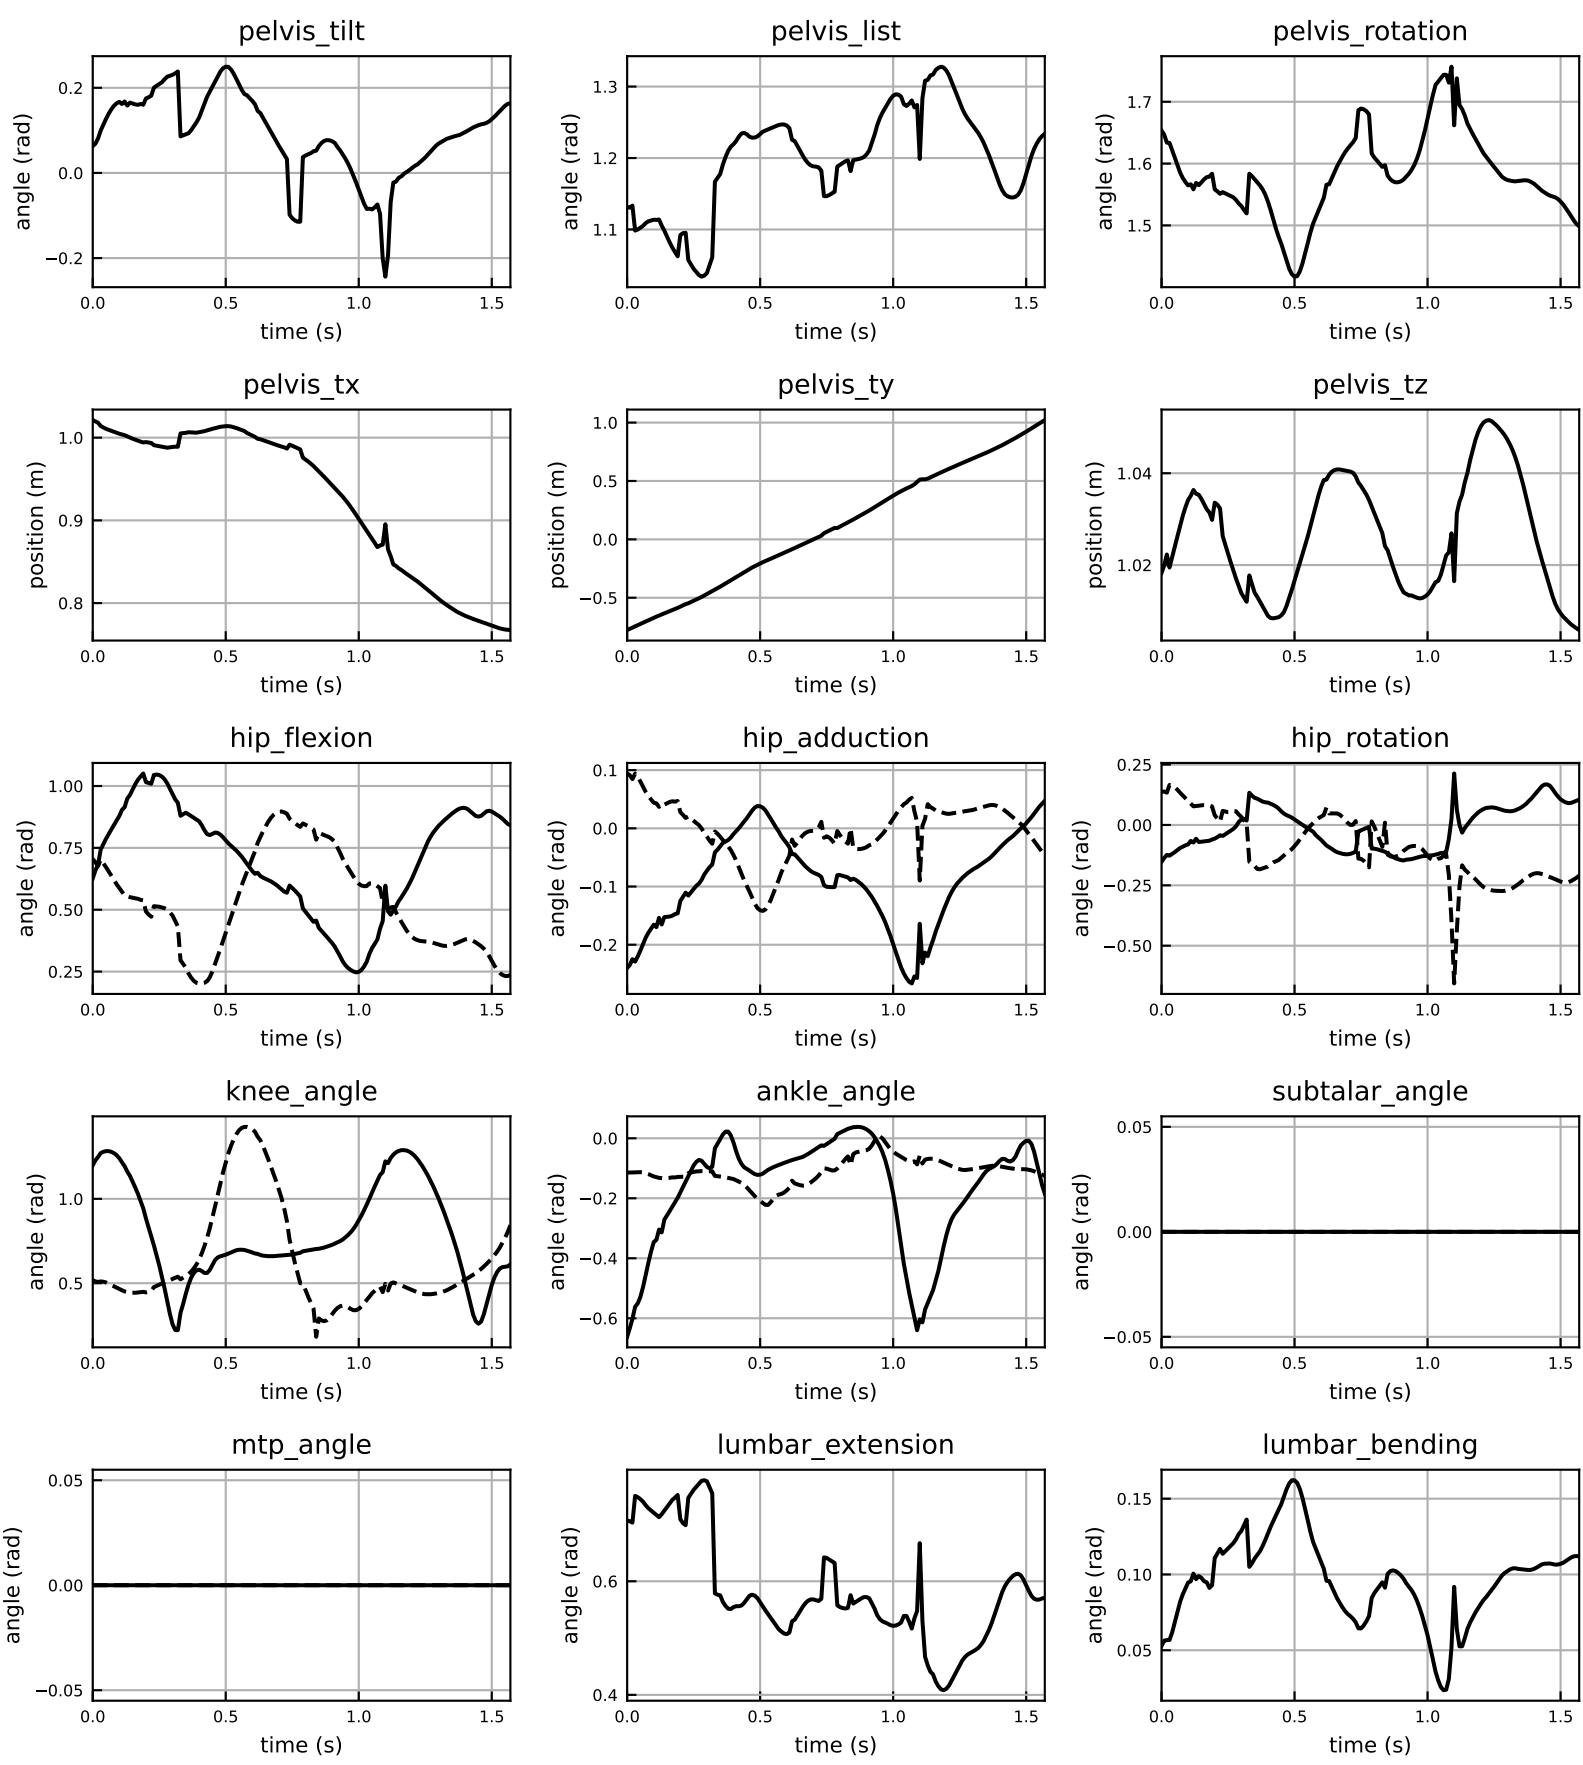 pelvis_tilt
angle (rad)
0.2
0.0
−0.2
0.0 0.5 1.0 1.5
time (s)
pelvis_list
angle (rad)
1.3
1.2
1.1
0.0 0.5 1.0 1.5
time (s)
pelvis_rotation
angle (rad)
1.7
1.6
1.5
0.0 0.5 1.0 1.5
time (s)
pelvis_tx
position (m)
1.0
0.9
0.8
0.0 0.5 1.0 1.5
time (s)
pelvis_ty
position (m)
1.0
0.5
0.0
−0.5
0.0 0.5 1.0 1.5
time (s)
pelvis_tz
position (m)
1.04
1.02
0.0 0.5 1.0 1.5
time (s)
hip_flexion
angle (rad)
1.00
0.75
0.50
0.25
0.0 0.5 1.0 1.5
time (s)
hip_adduction
angle (rad)
0.1
0.0
−0.1
−0.2
0.0 0.5 1.0 1.5
time (s)
hip_rotation
angle (rad)
0.25
0.00
−0.25
−0.50
0.0 0.5 1.0 1.5
time (s)
knee_angle
angle (rad)
1.0
0.5
0.0 0.5 1.0 1.5
time (s)
ankle_angle
angle (rad)
0.0
−0.2
−0.4
−0.6
0.0 0.5 1.0 1.5
time (s)
subtalar_angle
angle (rad)
0.05
0.00
−0.05
0.0 0.5 1.0 1.5
time (s)
mtp_angle
angle (rad)
0.05
0.00
−0.05
0.0 0.5 1.0 1.5
time (s)
lumbar_extension
angle (rad)
0.6
0.4
0.0 0.5 1.0 1.5
time (s)
lumbar_bending
angle (rad)
0.15
0.10
0.05
0.0 0.5 1.0 1.5
time (s)